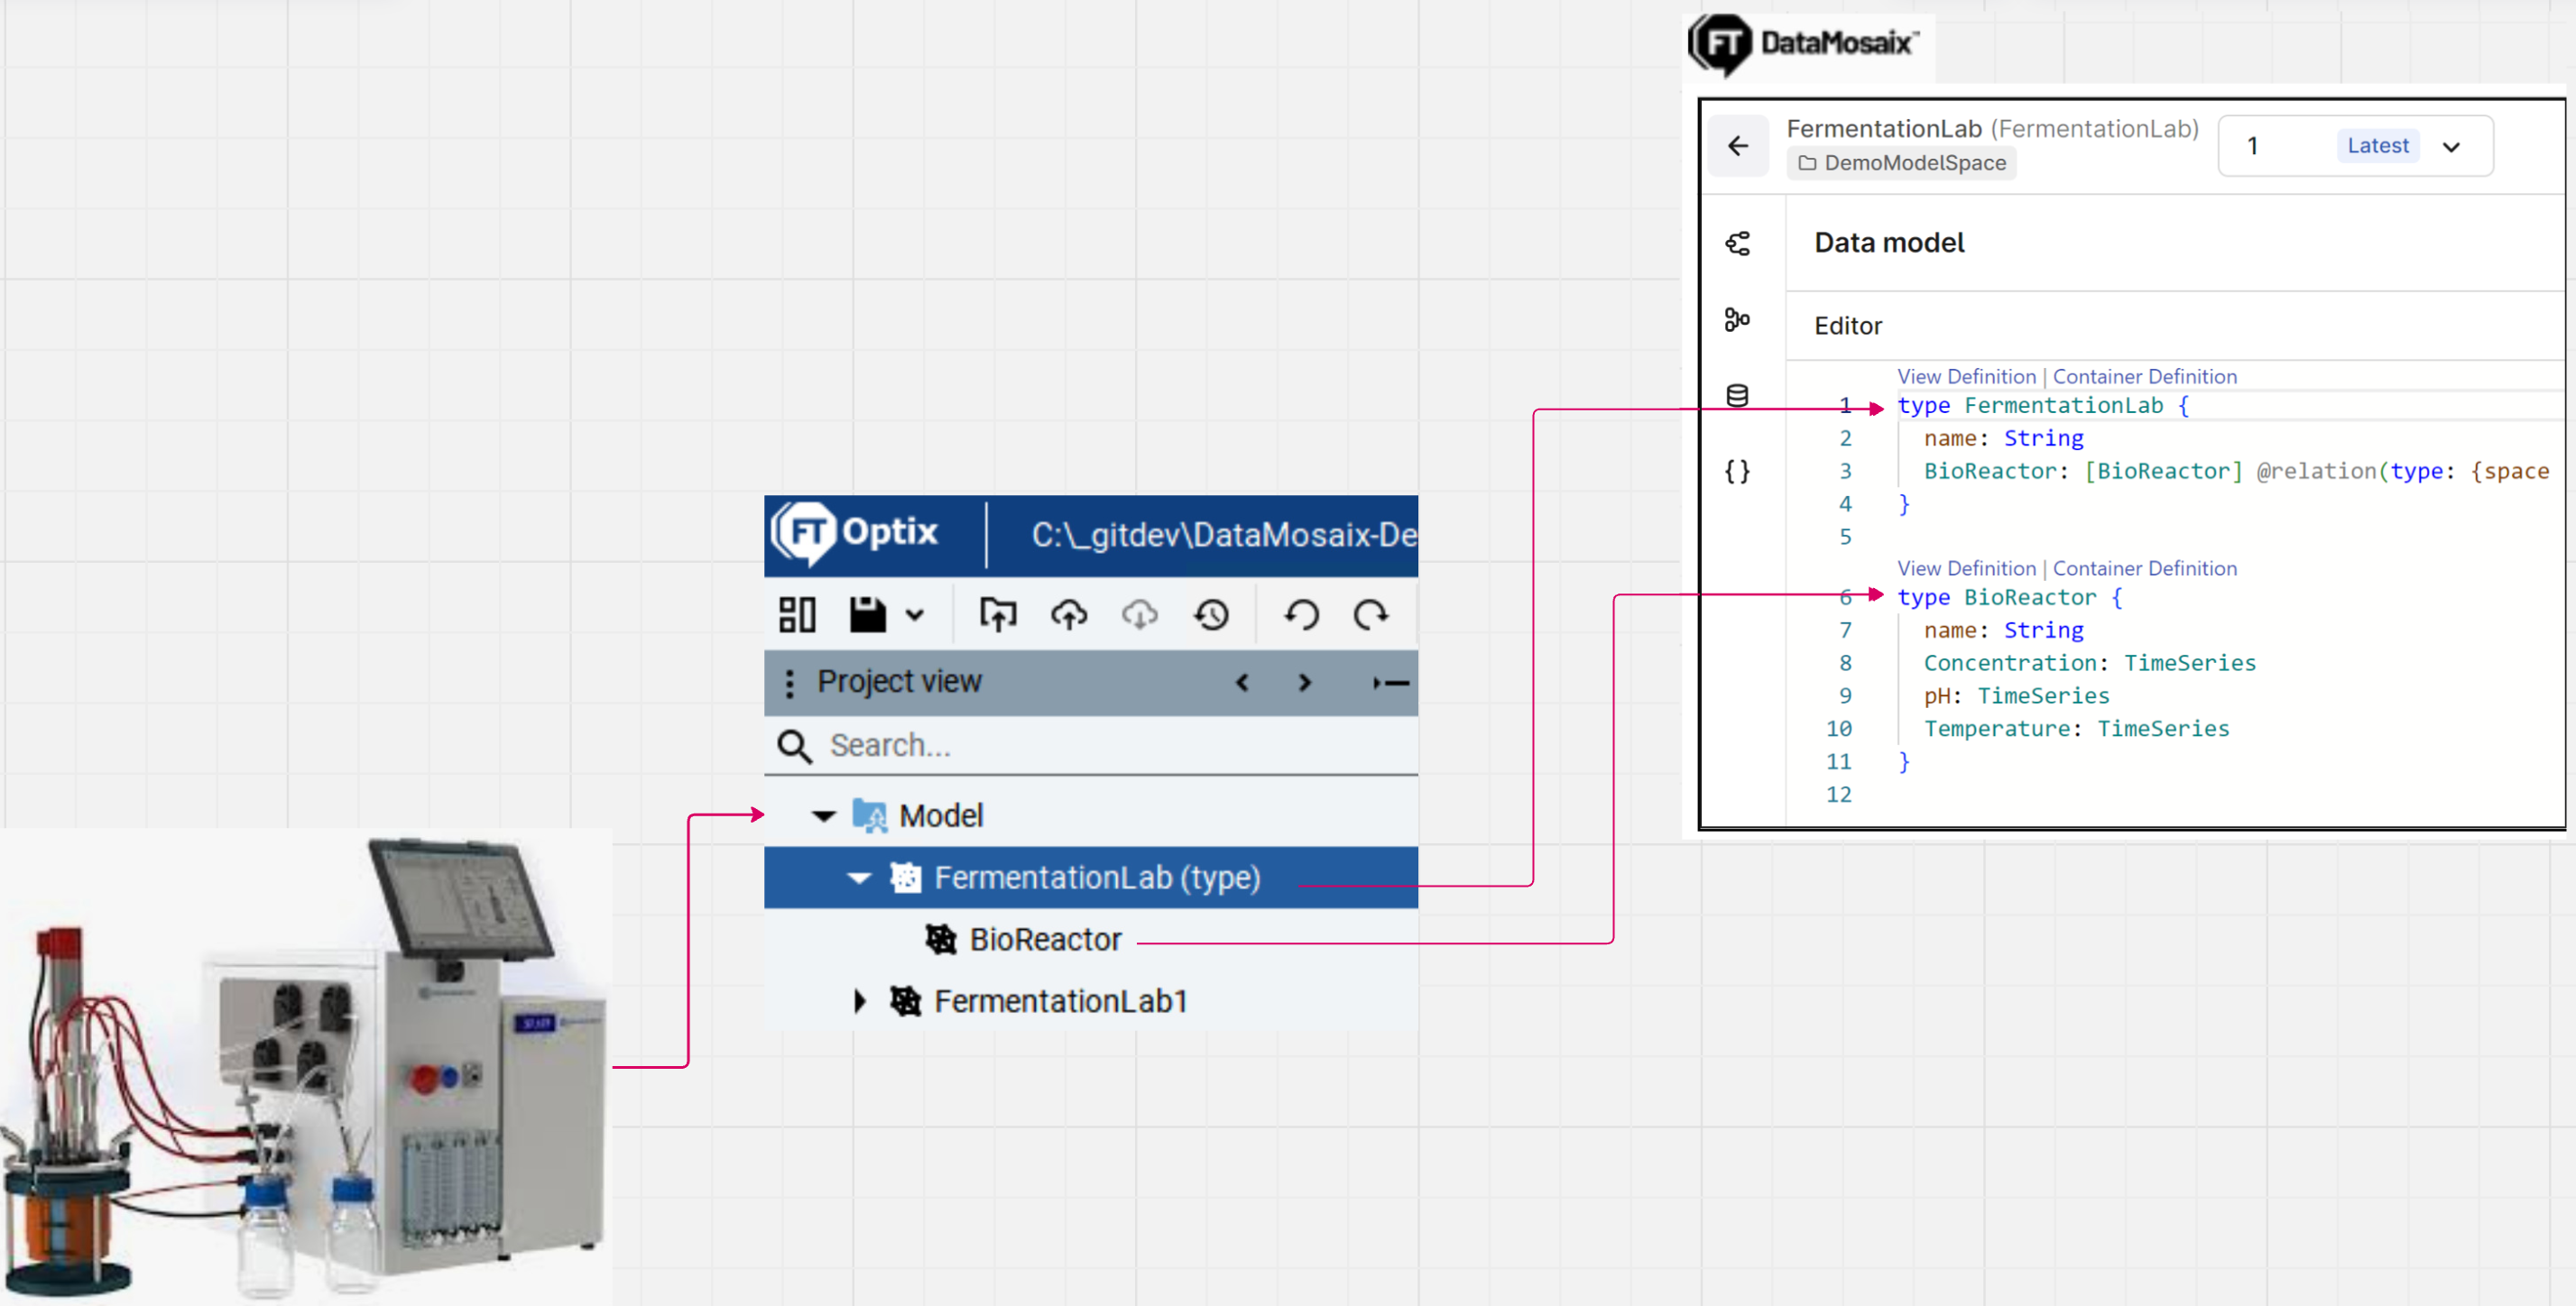 FT DataMosaix™
FermentationLab (FermentationLab)
1 Latest
DemoModelSpace
Data model
Editor
View Definition | Container Definition
1 type FermentationLab {
2 name: String
3 BioReactor: [BioReactor] @relation(type: {space
4 }
5
View Definition | Container Definition
6 type BioReactor {
7 name: String
8 Concentration: TimeSeries
9 pH: TimeSeries
10 Temperature: TimeSeries
11 }
12
FT Optix C:\_gitdev\DataMosaix-De
Project view
Search...
Model
FermentationLab (type)
BioReactor
FermentationLab1